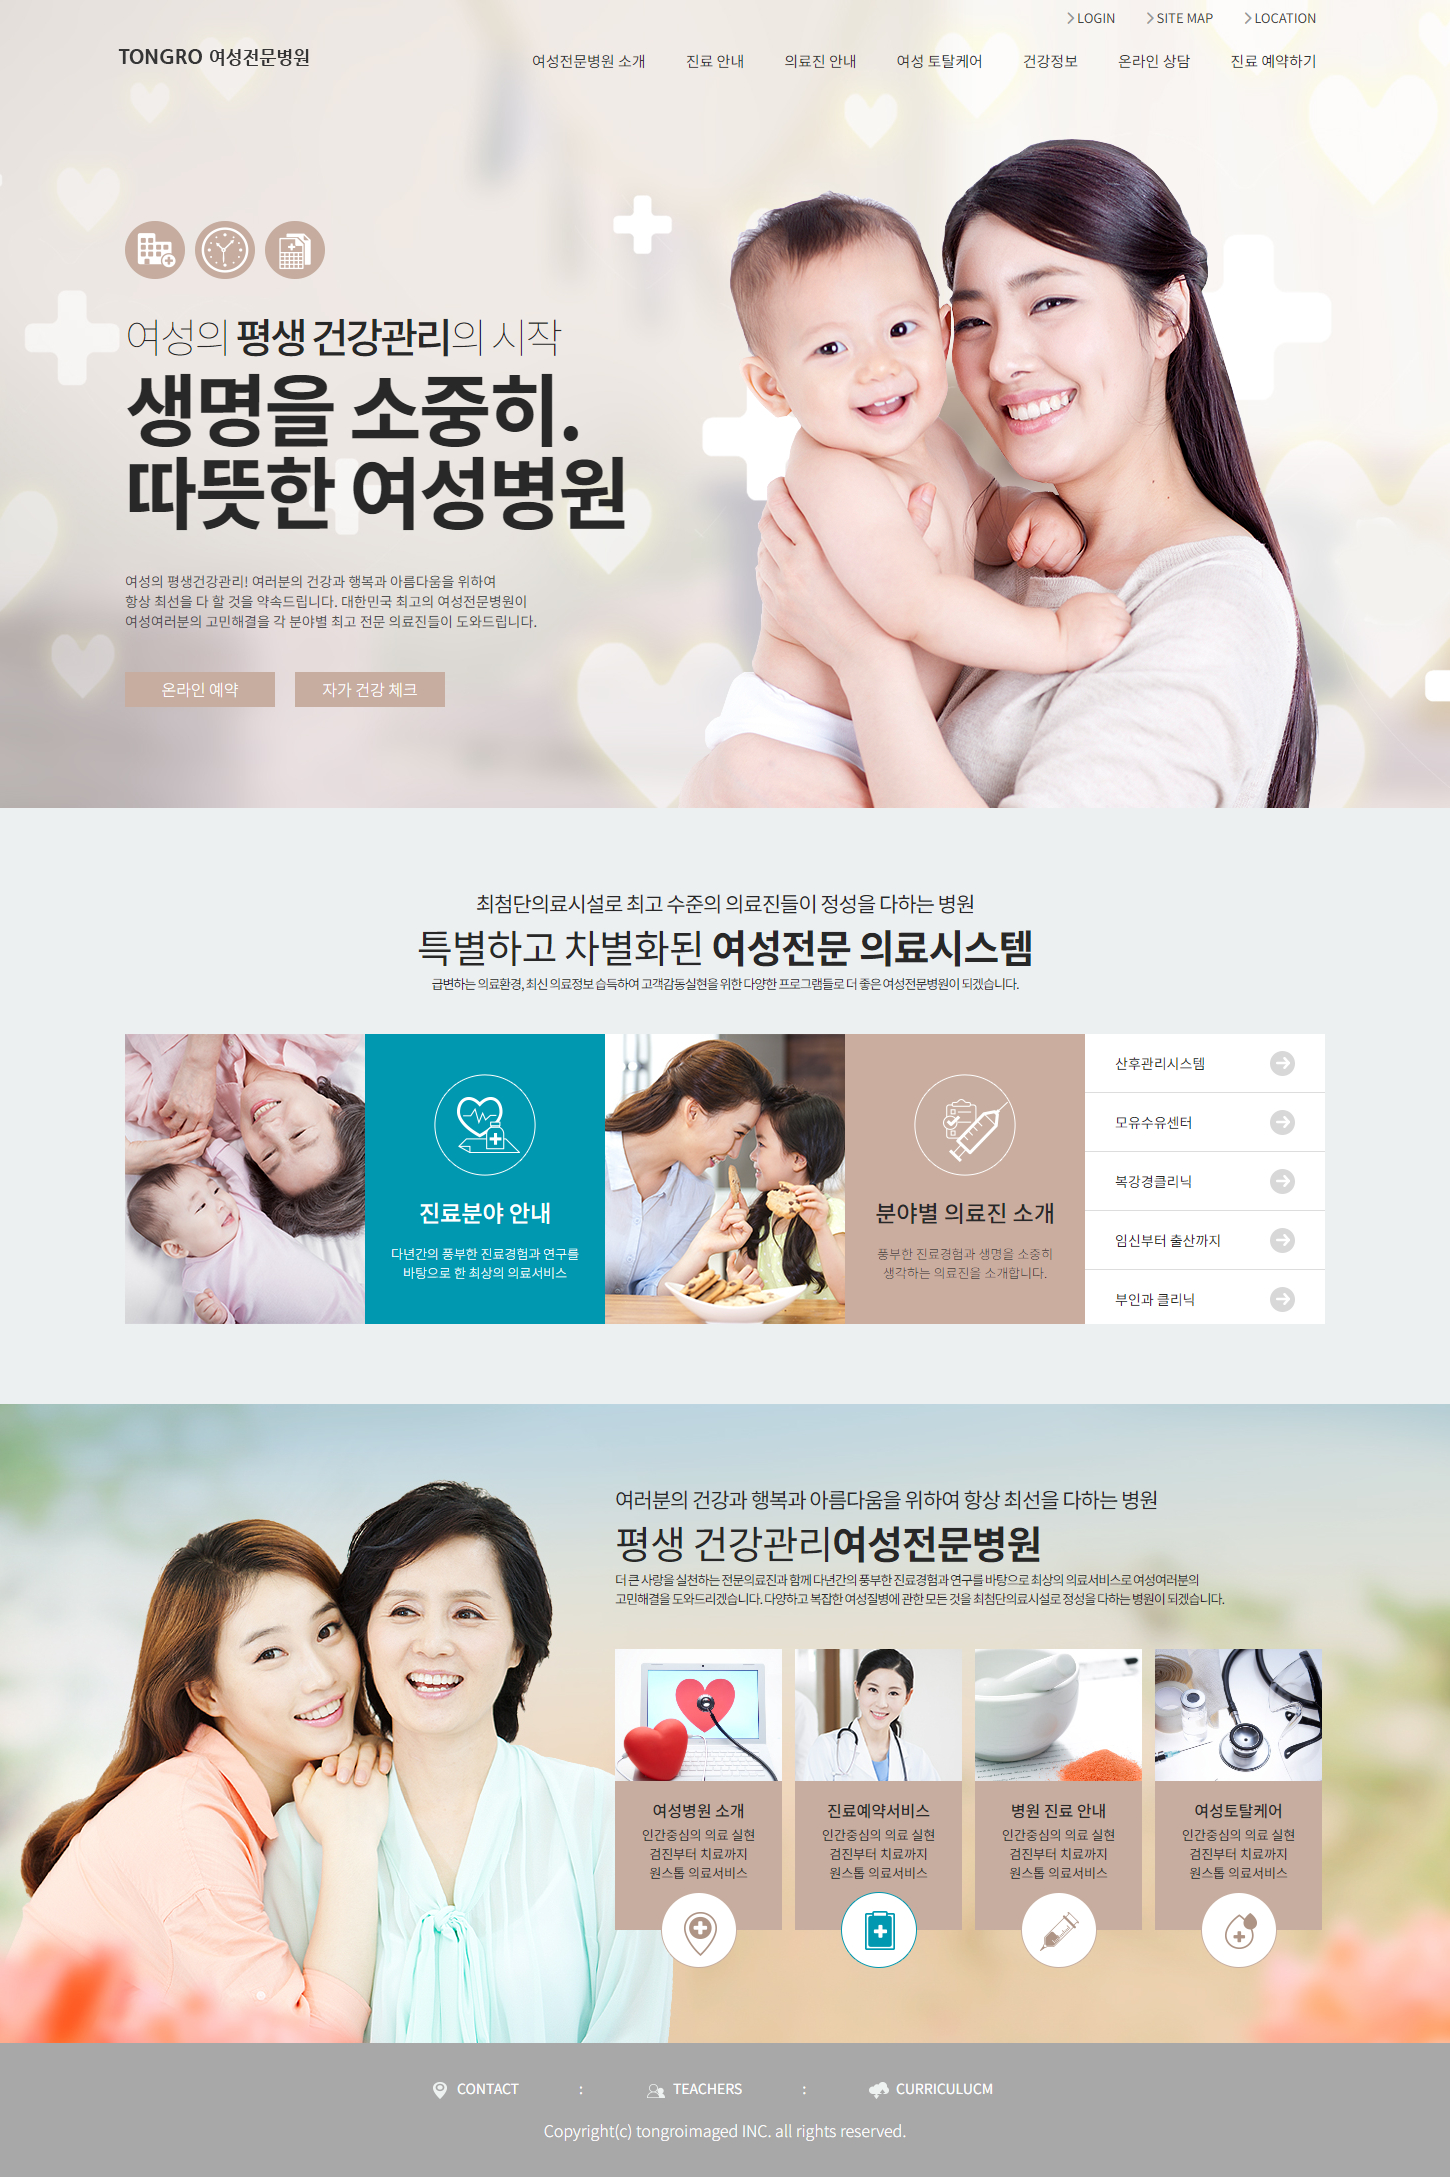 LOGIN
SITE MAP
LOCATION
TONGRO 여성전문병원
여성전문병원 소개
진료 안내
의료진 안내
여성 토탈케어
건강정보
온라인 상담
진료 예약하기
여성의 평생 건강관리의 시작
생명을 소중히.
따뜻한 여성병원
여성의 평생건강관리! 여러분의 건강과 행복과 아름다움을 위하여
항상 최선을 다 할 것을 약속드립니다. 대한민국 최고의 여성전문병원이
여성여러분의 고민해결을 각 분야별 최고 전문 의료진들이 도와드립니다.
온라인 예약
자가 건강 체크
최첨단의료시설로 최고 수준의 의료진들이 정성을 다하는 병원
특별하고 차별화된 여성전문 의료시스템
급변하는 의료환경, 최신 의료정보 습득하여 고객감동실현을 위한 다양한 프로그램들로 더 좋은 여성전문병원이 되겠습니다.
진료분야 안내
다년간의 풍부한 진료경험과 연구를
바탕으로 한 최상의 의료서비스
분야별 의료진 소개
풍부한 진료경험과 생명을 소중히
생각하는 의료진을 소개합니다.
산후관리시스템
모유수유센터
복강경클리닉
임신부터 출산까지
부인과 클리닉
여러분의 건강과 행복과 아름다움을 위하여 항상 최선을 다하는 병원
평생 건강관리여성전문병원
더 큰 사랑을 실천하는 전문의료진과 함께 다년간의 풍부한 진료경험과 연구를 바탕으로 최상의 의료서비스로 여성여러분의
고민해결을 도와드리겠습니다. 다양하고 복잡한 여성질병에 관한 모든 것을 최첨단의료시설로 정성을 다하는 병원이 되겠습니다.
여성병원 소개
인간중심의 의료 실현
검진부터 치료까지
원스톱 의료서비스
진료예약서비스
인간중심의 의료 실현
검진부터 치료까지
원스톱 의료서비스
병원 진료 안내
인간중심의 의료 실현
검진부터 치료까지
원스톱 의료서비스
여성토탈케어
인간중심의 의료 실현
검진부터 치료까지
원스톱 의료서비스
CONTACT : TEACHERS : CURRICULUCM
Copyright(c) tongroimaged INC. all rights reserved.